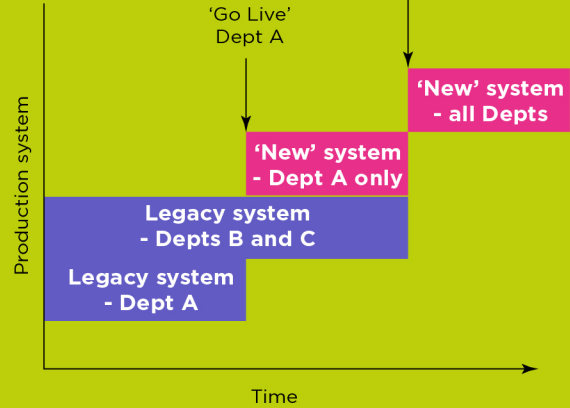 ‘Go Live’
Dept A
‘New’ system
- all Depts
‘New’ system
- Dept A only
Legacy system
- Depts B and C
Legacy system
- Dept A
Production system
Time